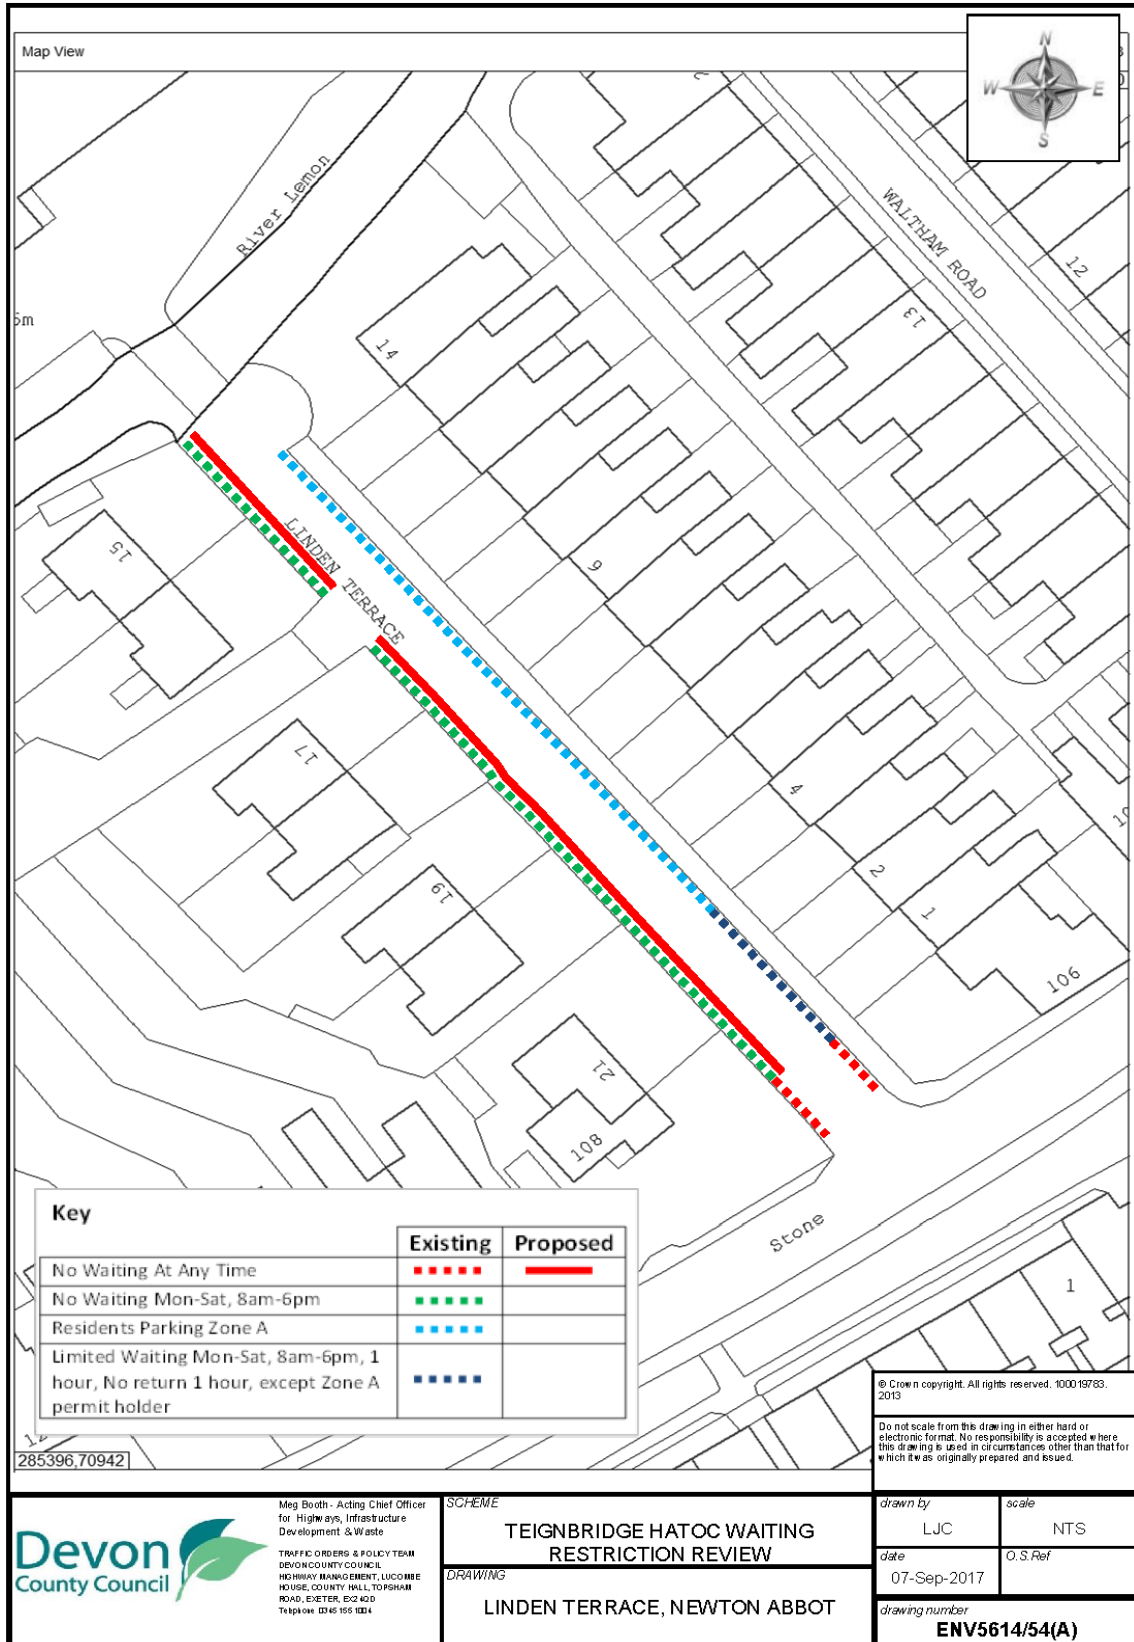 Map View
N
W
E
S
River Lemon
WALTHAM ROAD
12
13
5m
14
LINDEN TERRACE
15
9
17
4
19
2
1
106
21
108
Stone
1
Key
Existing Proposed
No Waiting At Any Time
No Waiting Mon-Sat, 8am-6pm
Residents Parking Zone A
Limited Waiting Mon-Sat, 8am-6pm, 1
hour, No return 1 hour, except Zone A
permit holder
285396,70942
© Crown copyright. All rights reserved. 100019783.
2013
Do not scale from this drawing in either hard or
electronic format. No responsibility is accepted where
this drawing is used in circumstances other than that for
which it was originally prepared and issued.
Devon
County Council
Meg Booth - Acting Chief Officer
for Highways, Infrastructure
Development & Waste
TRAFFIC ORDERS & POLICY TEAM
DEVON COUNTY COUNCIL
HIGHWAY MANAGEMENT, LUCOMBE
HOUSE, COUNTY HALL, TOPSHAM
ROAD, EXETER, EX2 4QD
Telephone 0345 155 1004
SCHEME
TEIGNBRIDGE HATOC WAITING
RESTRICTION REVIEW
DRAWING
LINDEN TERRACE, NEWTON ABBOT
drawn by
LJC
scale
NTS
date
07-Sep-2017
O.S.Ref
drawing number
ENV5614/54(A)